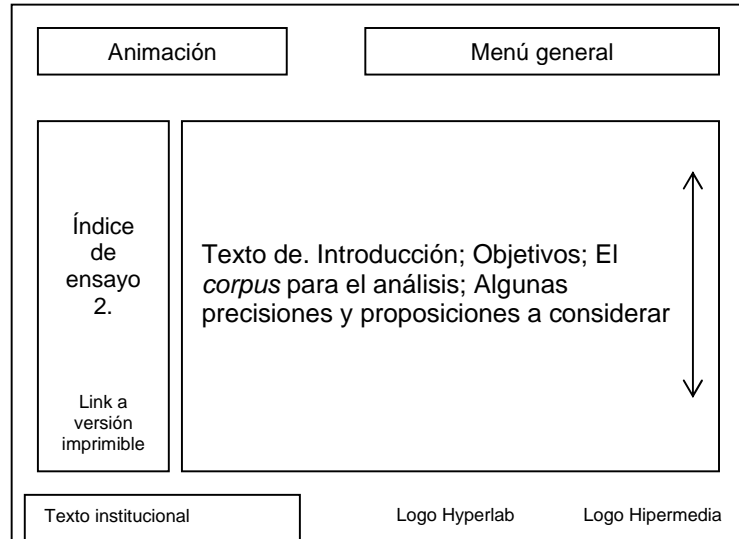 Animación
Menú general
Índice
de
ensayo
2.
Link a
versión
imprimible
Texto de. Introducción; Objetivos; El
corpus para el análisis; Algunas
precisiones y proposiciones a considerar
Texto institucional
Logo Hyperlab
Logo Hipermedia